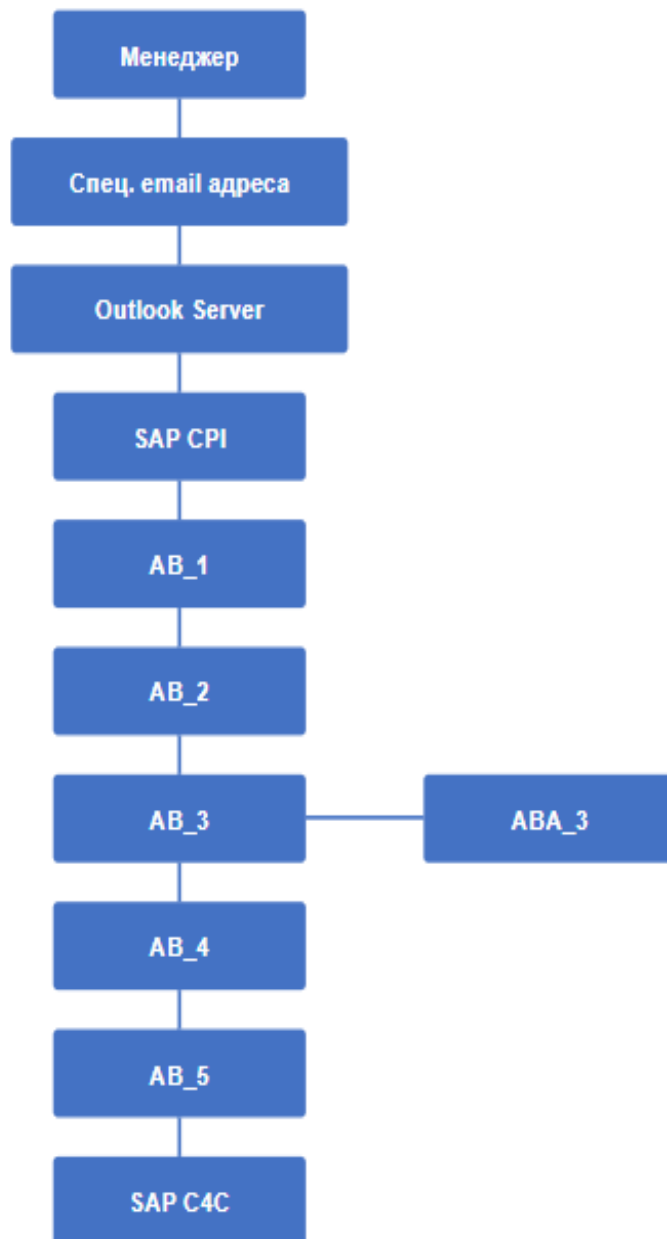 Менеджер
Спец. email адреса
Outlook Server
SAP CPI
AB_1
AB_2
AB_3
ABA_3
AB_4
AB_5
SAP C4C